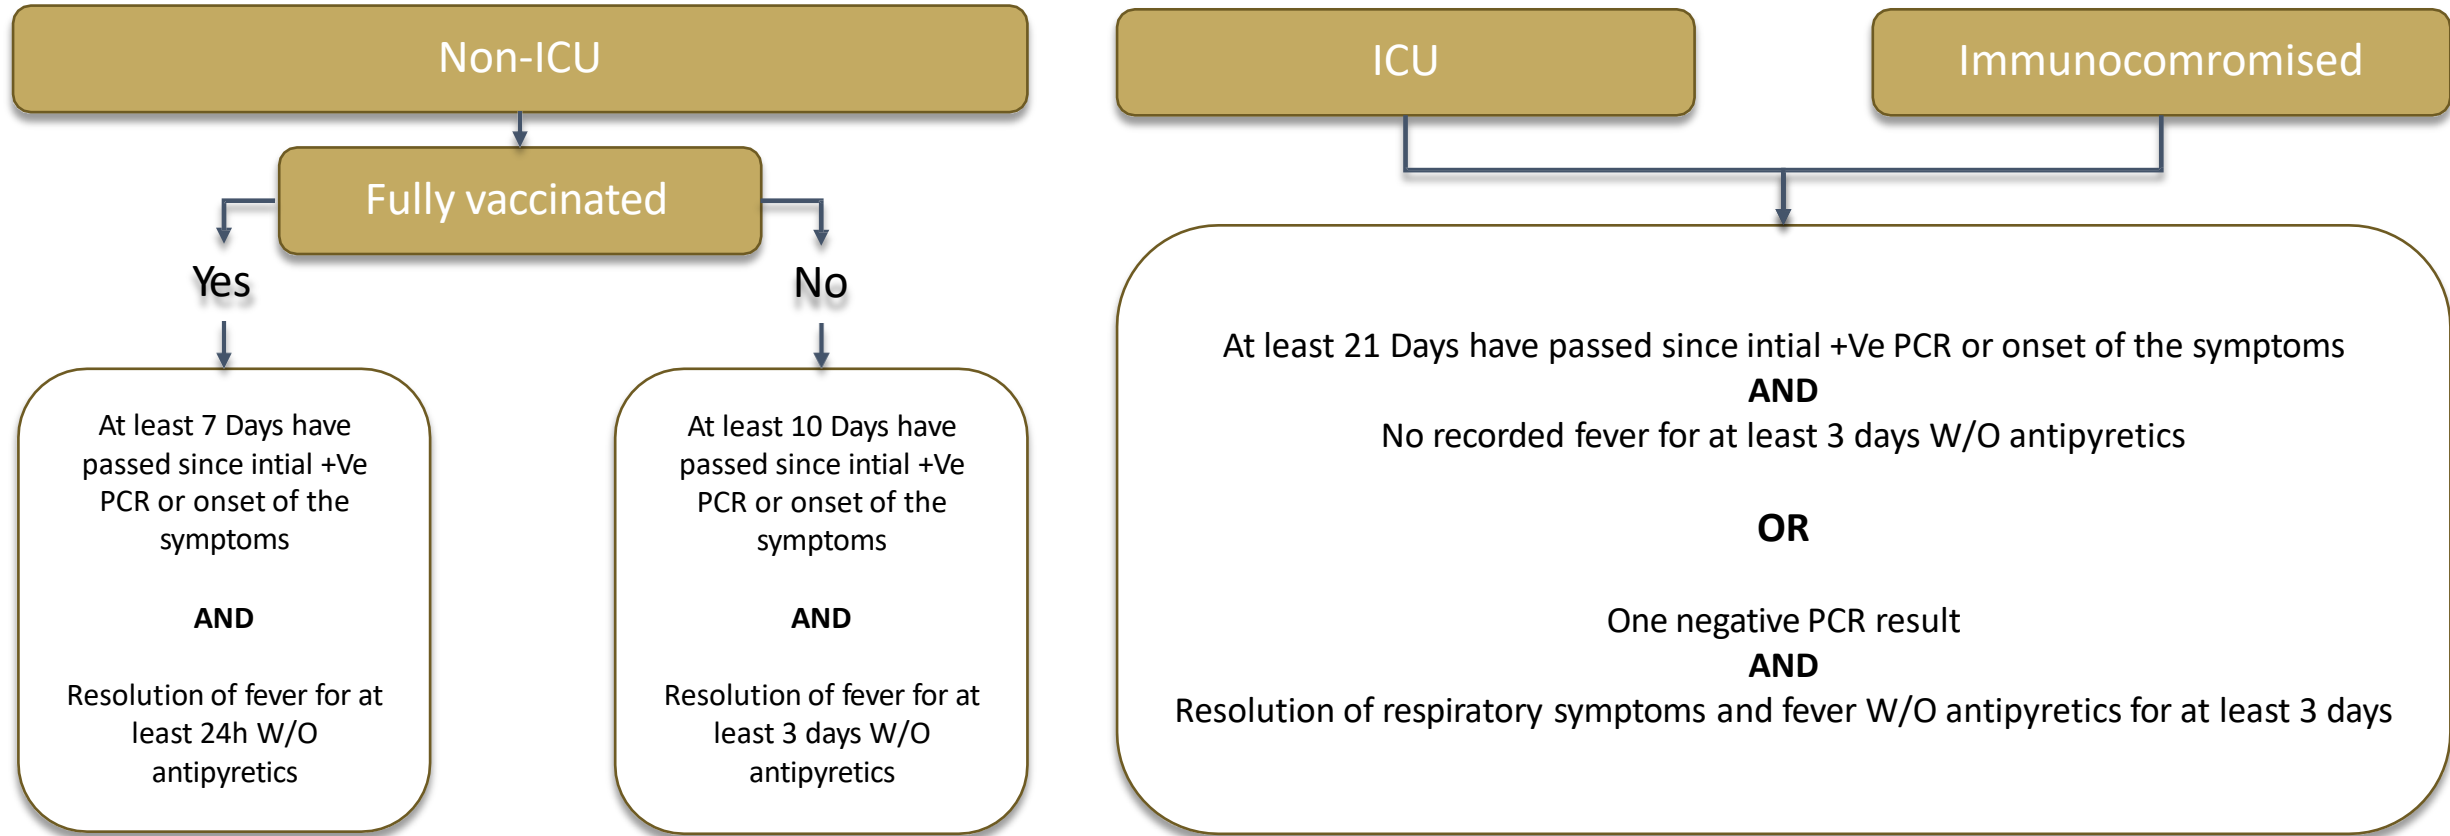 Non-ICU
Fully vaccinated
Yes
No
At least 7 Days have
passed since intial +Ve
PCR or onset of the
symptoms
AND
Resolution of fever for at
least 24h W/O
antipyretics
At least 10 Days have
passed since intial +Ve
PCR or onset of the
symptoms
AND
Resolution of fever for at
least 3 days W/O
antipyretics
ICU
Immunocomromised
At least 21 Days have passed since intial +Ve PCR or onset of the symptoms
AND
No recorded fever for at least 3 days W/O antipyretics
OR
One negative PCR result
AND
Resolution of respiratory symptoms and fever W/O antipyretics for at least 3 days